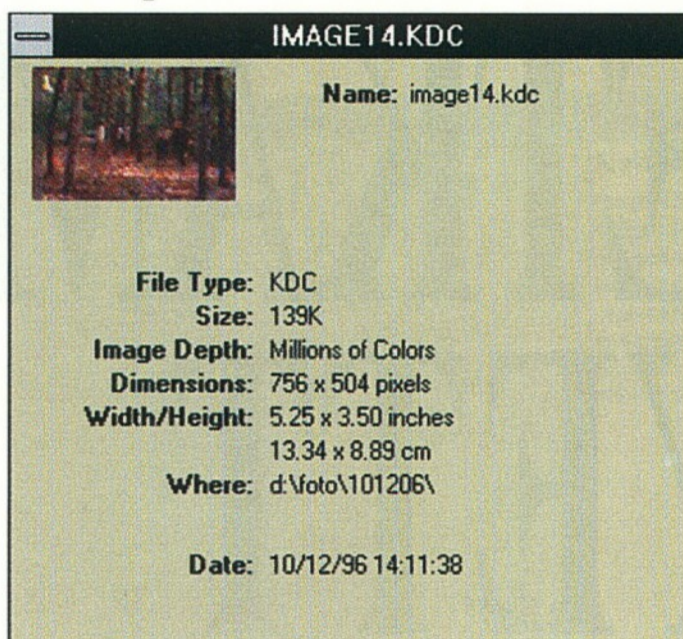 IMAGE14.KDC
Name: image14.kdc
File Type: KDC
Size: 139K
Image Depth: Millions of Colors
Dimensions: 756 x 504 pixels
Width/Height: 5.25 x 3.50 inches
13.34 x 8.89 cm
Where: d:\foto\101206\
Date: 10/12/96 14:11:38